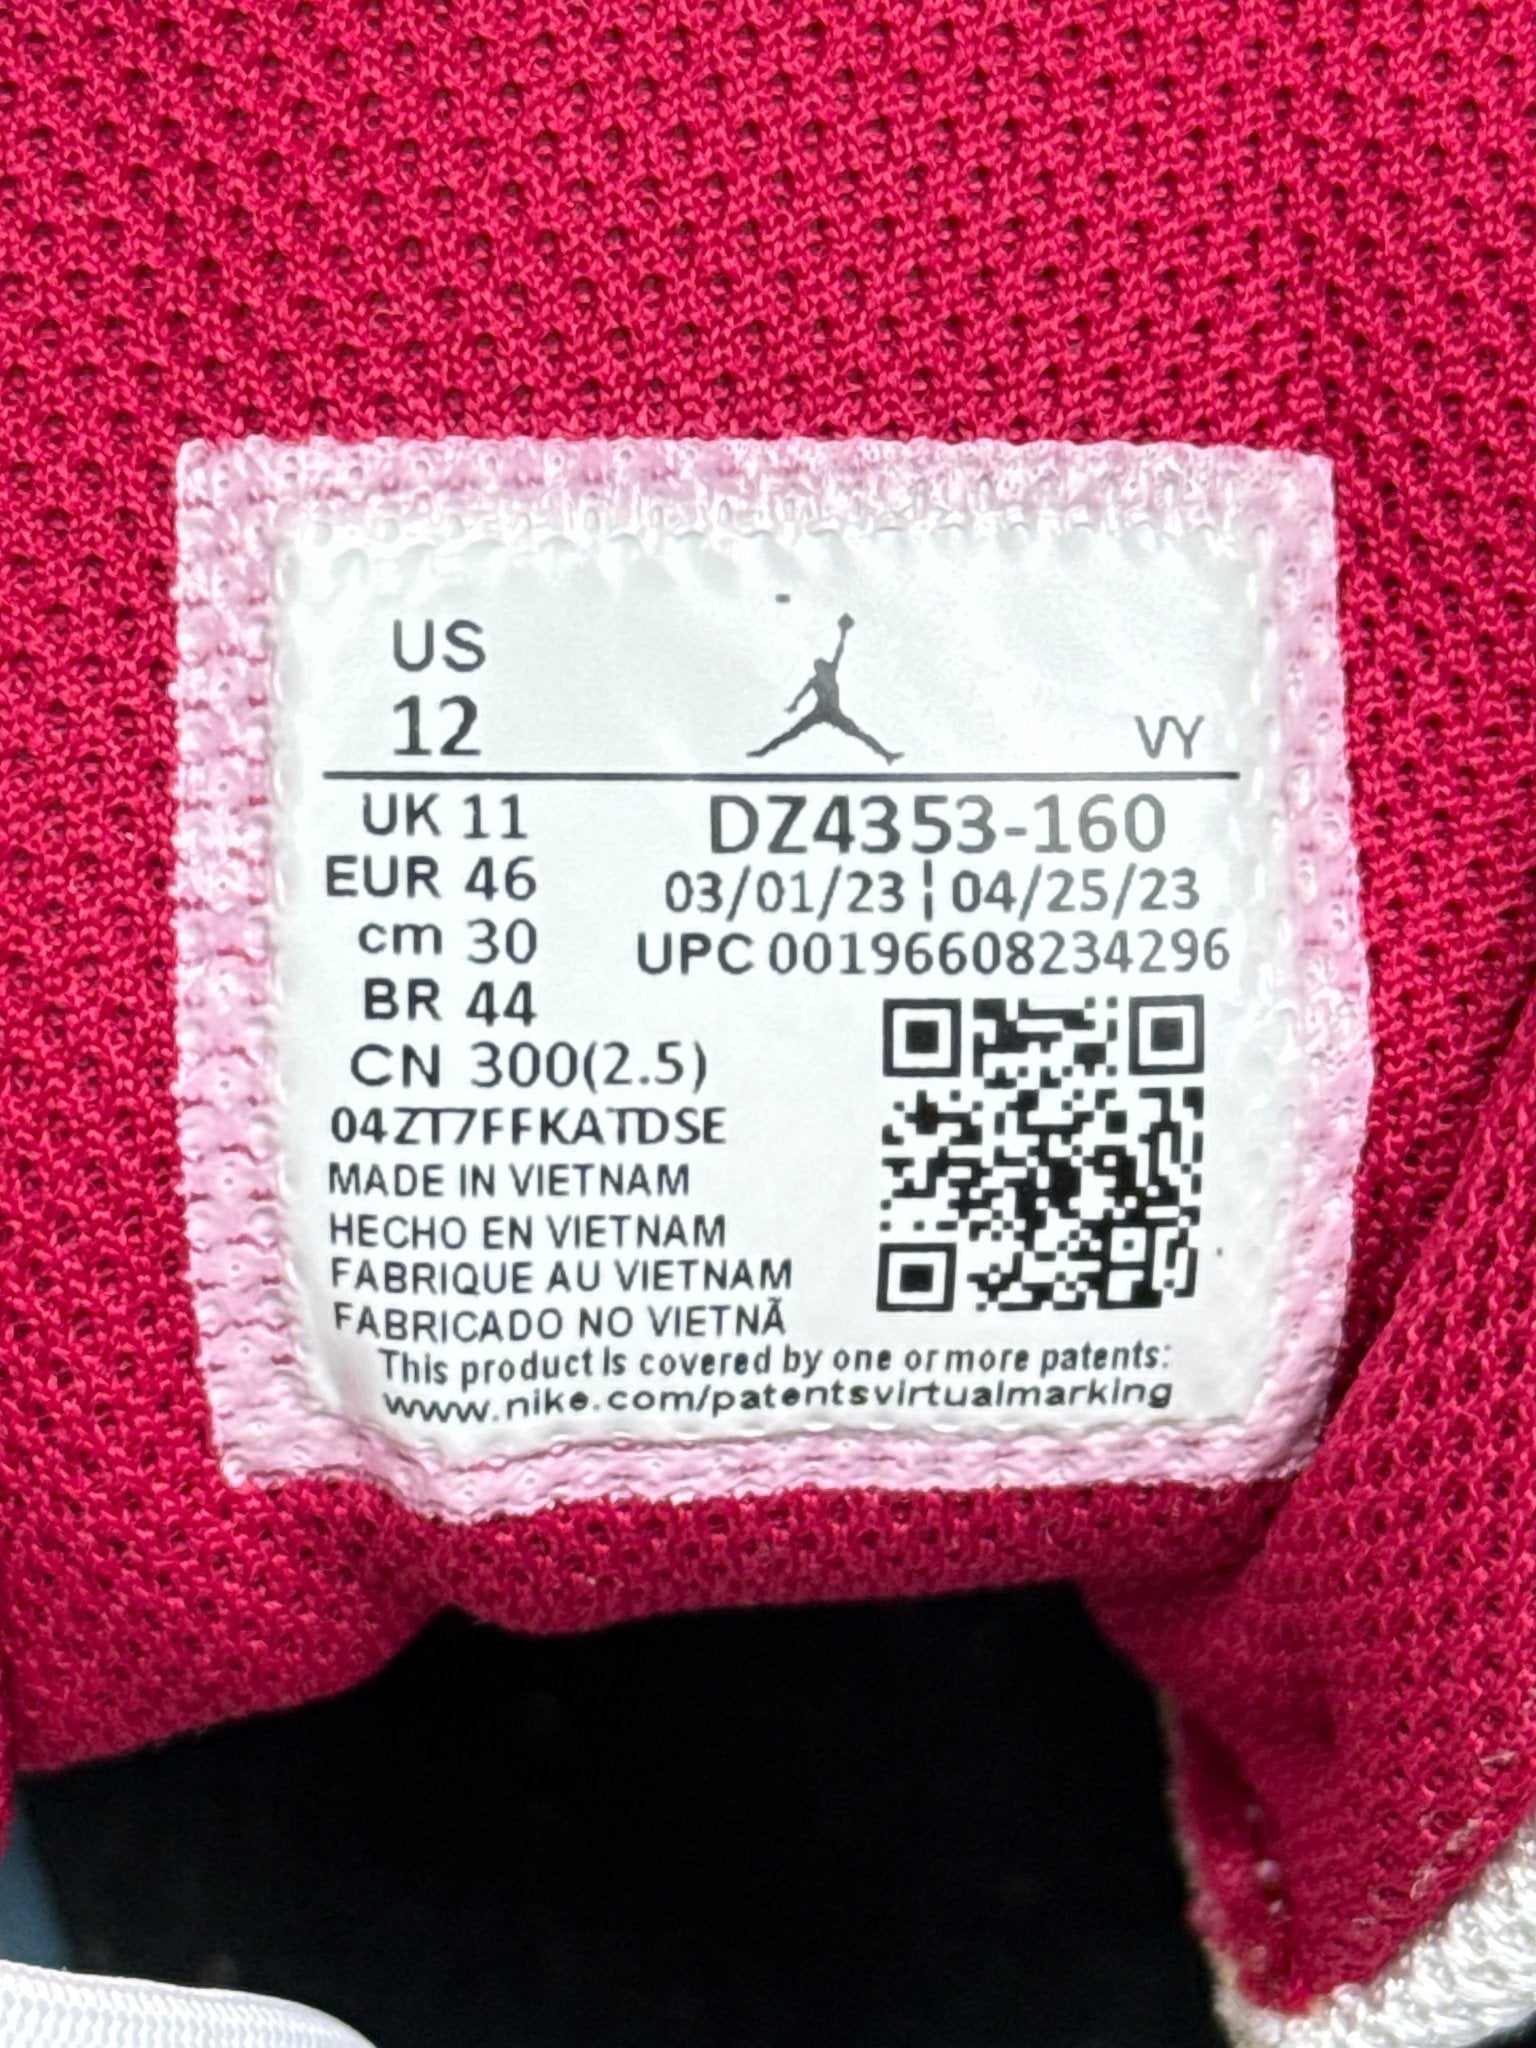 US
12
VY
UK 11
DZ4353-160
EUR 46
03/01/23 ¦ 04/25/23
cm 30
UPC 00196608234296
BR 44
CN 300(2.5)
04ZT7FFKATDSE
MADE IN VIETNAM
HECHO EN VIETNAM
FABRIQUE AU VIETNAM
FABRICADO NO VIETNÃ
This product is covered by one or more patents:
www.nike.com/patentsvirtualmarking